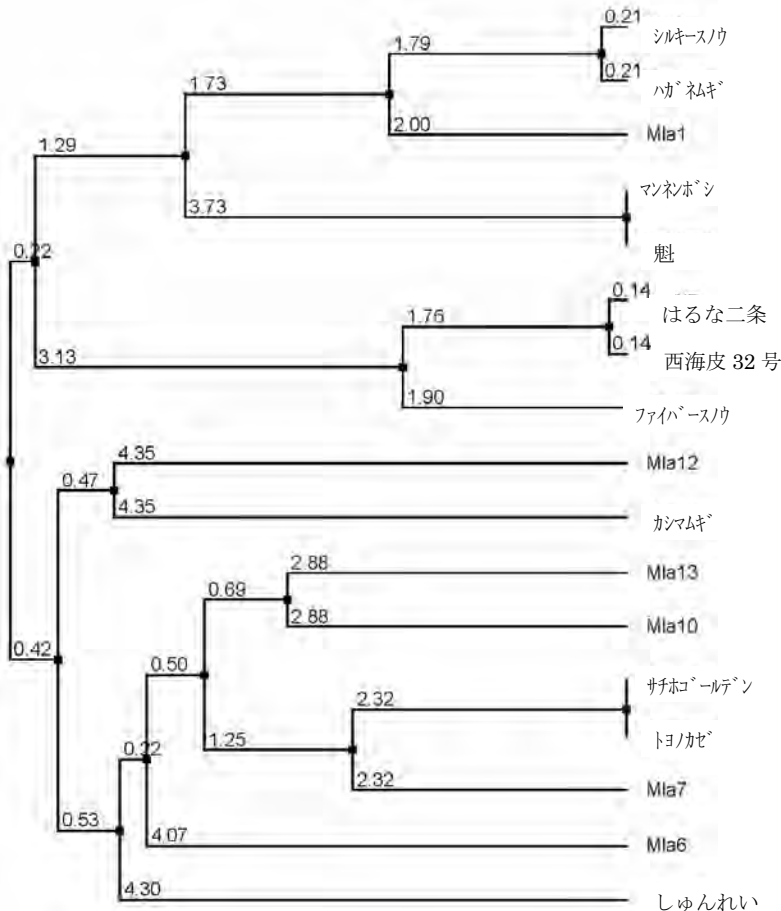 0.21
シルキースノウ
1.79
0.21
ハガネムギ
1.73
2.00
Mla1
1.29
マンネンボシ
3.73
魁
0.22
0.14
はるな二条
1.76
0.14
西海皮 32 号
3.13
1.90
ファイバースノウ
4.35
Mla12
0.47
4.35
カシマムギ
2.88
Mla13
0.69
2.88
Mla10
0.42
0.50
サチホゴールデン
2.32
トヨノカゼ
1.25
0.22
2.32
Mla7
0.53
4.07
Mla6
4.30
しゅんれい